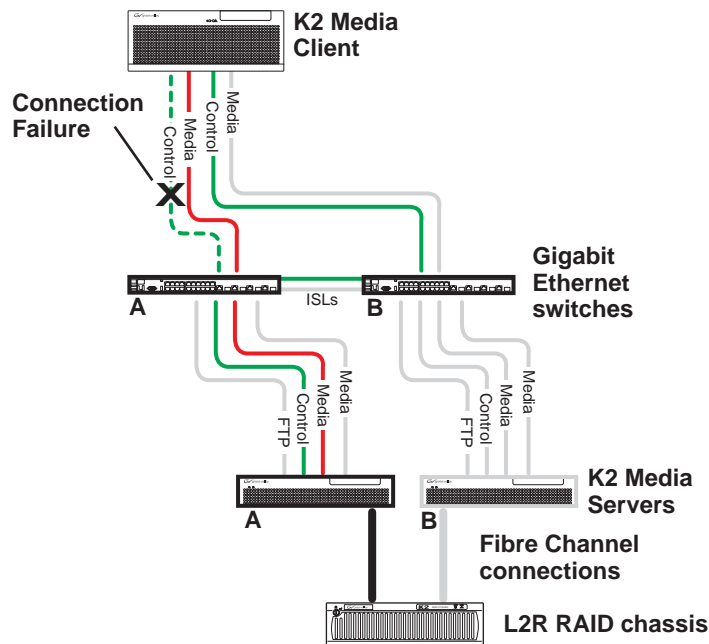 K2 Media
Client
Connection
Failure
Control
Media
Control
Media
Gigabit
Ethernet
switches
A
ISLs
B
FTP
Control
Media
Media
FTP
Control
Media
Media
K2 Media
Servers
A
B
Fibre Channel
connections
K2
L2R RAID chassis